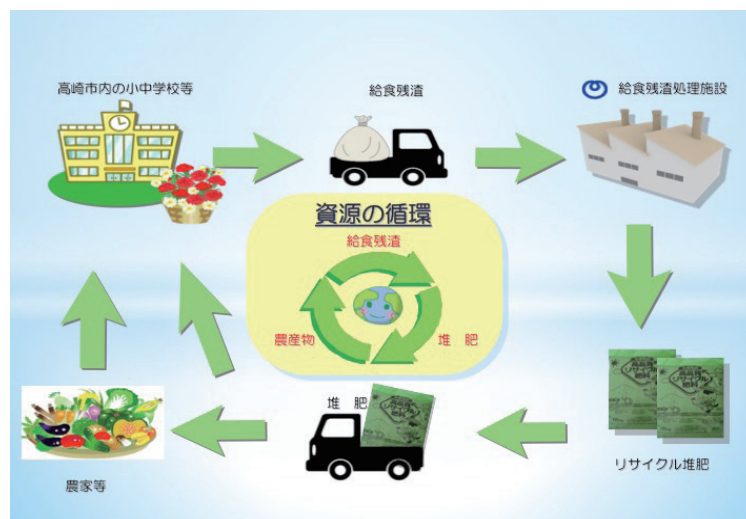 高崎市内の小中学校等
給食残渣
給食残渣処理施設
資源の循環
給食残渣
農産物
堆 肥
堆 肥
リサイクル堆肥
農家等